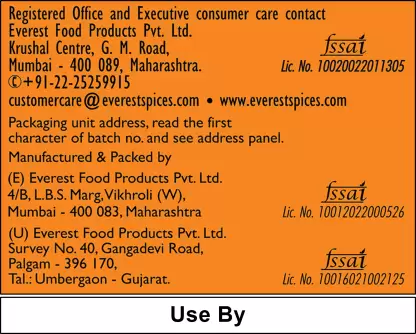 Registered Office and Executive consumer care contact
Everest Food Products Pvt. Ltd.
Krushal Centre, G. M. Road,
Mumbai - 400 089, Maharashtra.
✆+91-22-25259915
fssai
Lic. No. 10020022011305
customercare@everestspices.com • www.everestspices.com
Packaging unit address, read the first
character of batch no. and see address panel.
Manufactured & Packed by
(E) Everest Food Products Pvt. Ltd.
4/B, L.B.S. Marg,Vikhroli (W),
Mumbai - 400 083, Maharashtra
fssai
Lic. No. 10012022000526
(U) Everest Food Products Pvt. Ltd.
Survey No. 40, Gangadevi Road,
Palgam - 396 170,
Tal.: Umbergaon - Gujarat.
fssai
Lic. No. 10016021002125
Use By